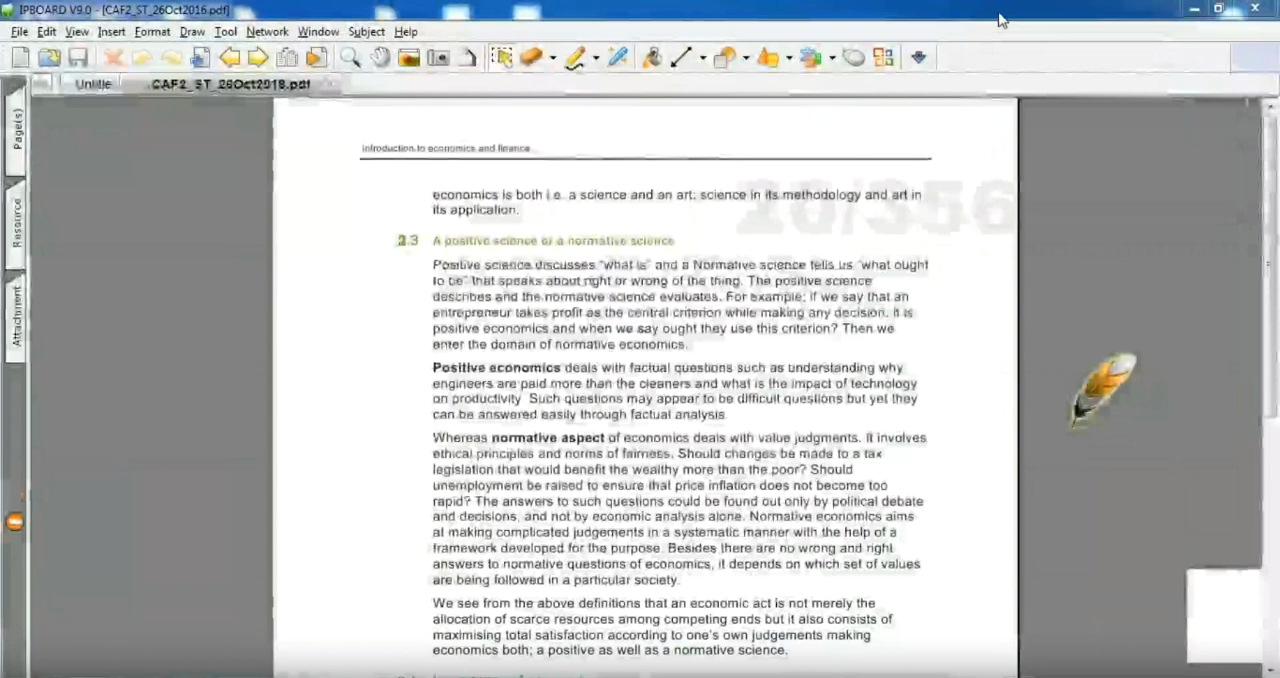 IPBOARD V9.0 - [CAF2_ST_26Oct2016.pdf]
File Edit View Insert Format Draw Tool Network Window Subject Help
Untitle CAF2_ST_26Oct2018.pdf
Page(s)
Resource
Attachment
Introduction to economics and finance
16/356
economics is both i.e. a science and an art; science in its methodology and art in
its application.
2.3 A positive science or a normative science
Positive science discusses "what is" and a Normative science tells us "what ought
to be" that speaks about right or wrong of the thing. The positive science
describes and the normative science evaluates. For example; if we say that an
entrepreneur takes profit as the central criterion while making any decision. It is
positive economics and when we say ought they use this criterion? Then we
enter the domain of normative economics.
Positive economics deals with factual questions such as understanding why
engineers are paid more than the cleaners and what is the impact of technology
on productivity. Such questions may appear to be difficult questions but yet they
can be answered easily through factual analysis.
Whereas normative aspect of economics deals with value judgments. It involves
ethical principles and norms of fairness. Should changes be made to a tax
legislation that would benefit the wealthy more than the poor? Should
unemployment be raised to ensure that price inflation does not become too
rapid? The answers to such questions could be found out only by political debate
and decisions, and not by economic analysis alone. Normative economics aims
at making complicated judgements in a systematic manner with the help of a
framework developed for the purpose. Besides there are no wrong and right
answers to normative questions of economics, it depends on which set of values
are being followed in a particular society.
We see from the above definitions that an economic act is not merely the
allocation of scarce resources among competing ends but it also consists of
maximising total satisfaction according to one's own judgements making
economics both; a positive as well as a normative science.